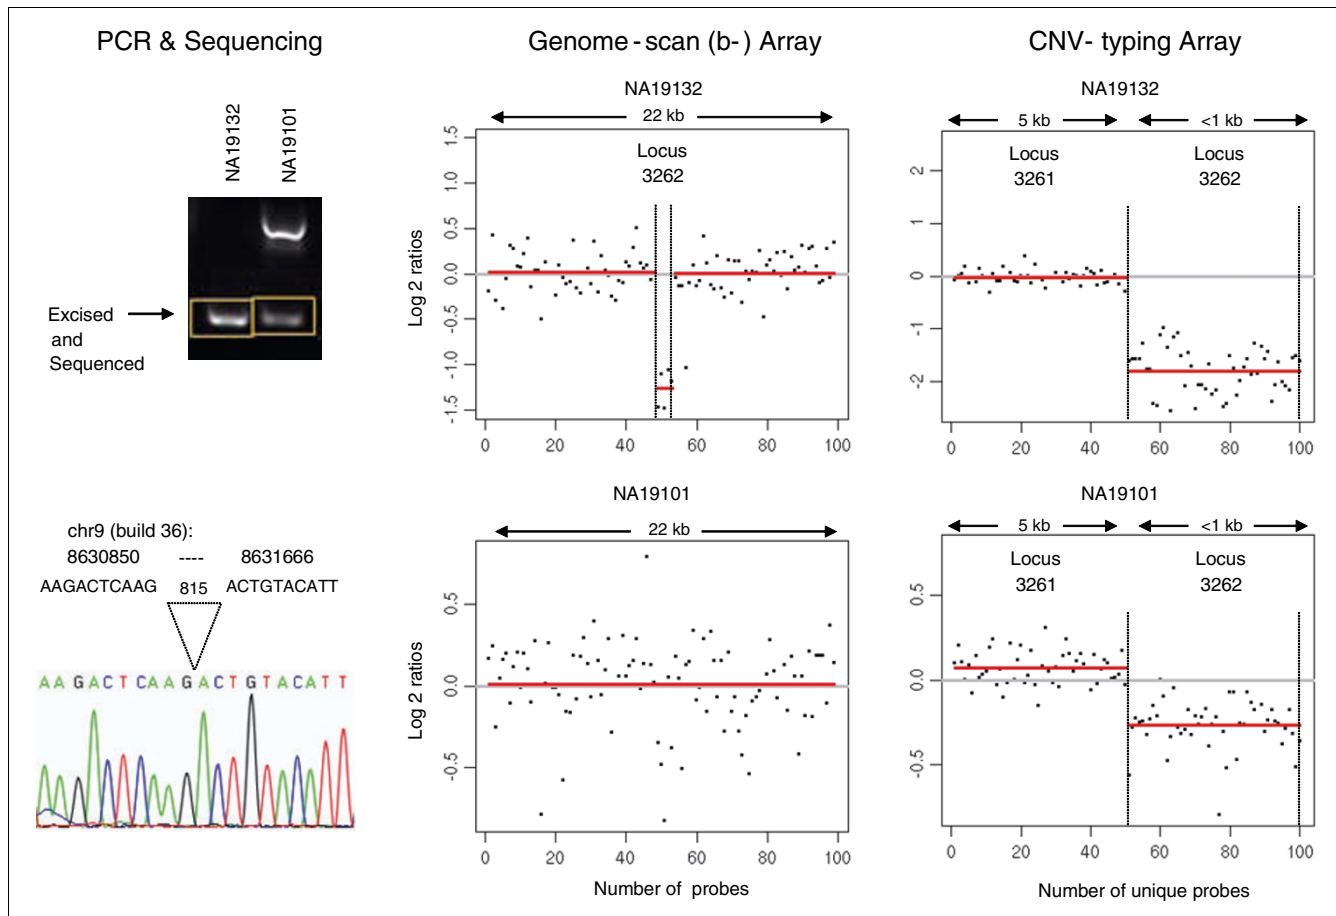 PCR & Sequencing
NA19132
NA19101
Excised
and
Sequenced
chr9 (build 36):
8630850 ---- 8631666
AAGACTCAAG 815 ACTGTACATT
A A G A C T C A A G A C T G T A C A T T
Genome-scan (b-) Array
NA19132
22 kb
Locus
3262
Log 2 ratios
1.5
1.0
0.5
0.0
-0.5
-1.0
-1.5
0 20 40 60 80 100
NA19101
22 kb
Log 2 ratios
0.5
0.0
-0.5
0 20 40 60 80 100
Number of probes
CNV-typing Array
NA19132
5 kb <1 kb
Locus Locus
3261 3262
2
1
0
-1
-2
0 20 40 60 80 100
NA19101
5 kb <1 kb
Locus Locus
3261 3262
0.5
0.0
-0.5
0 20 40 60 80 100
Number of unique probes